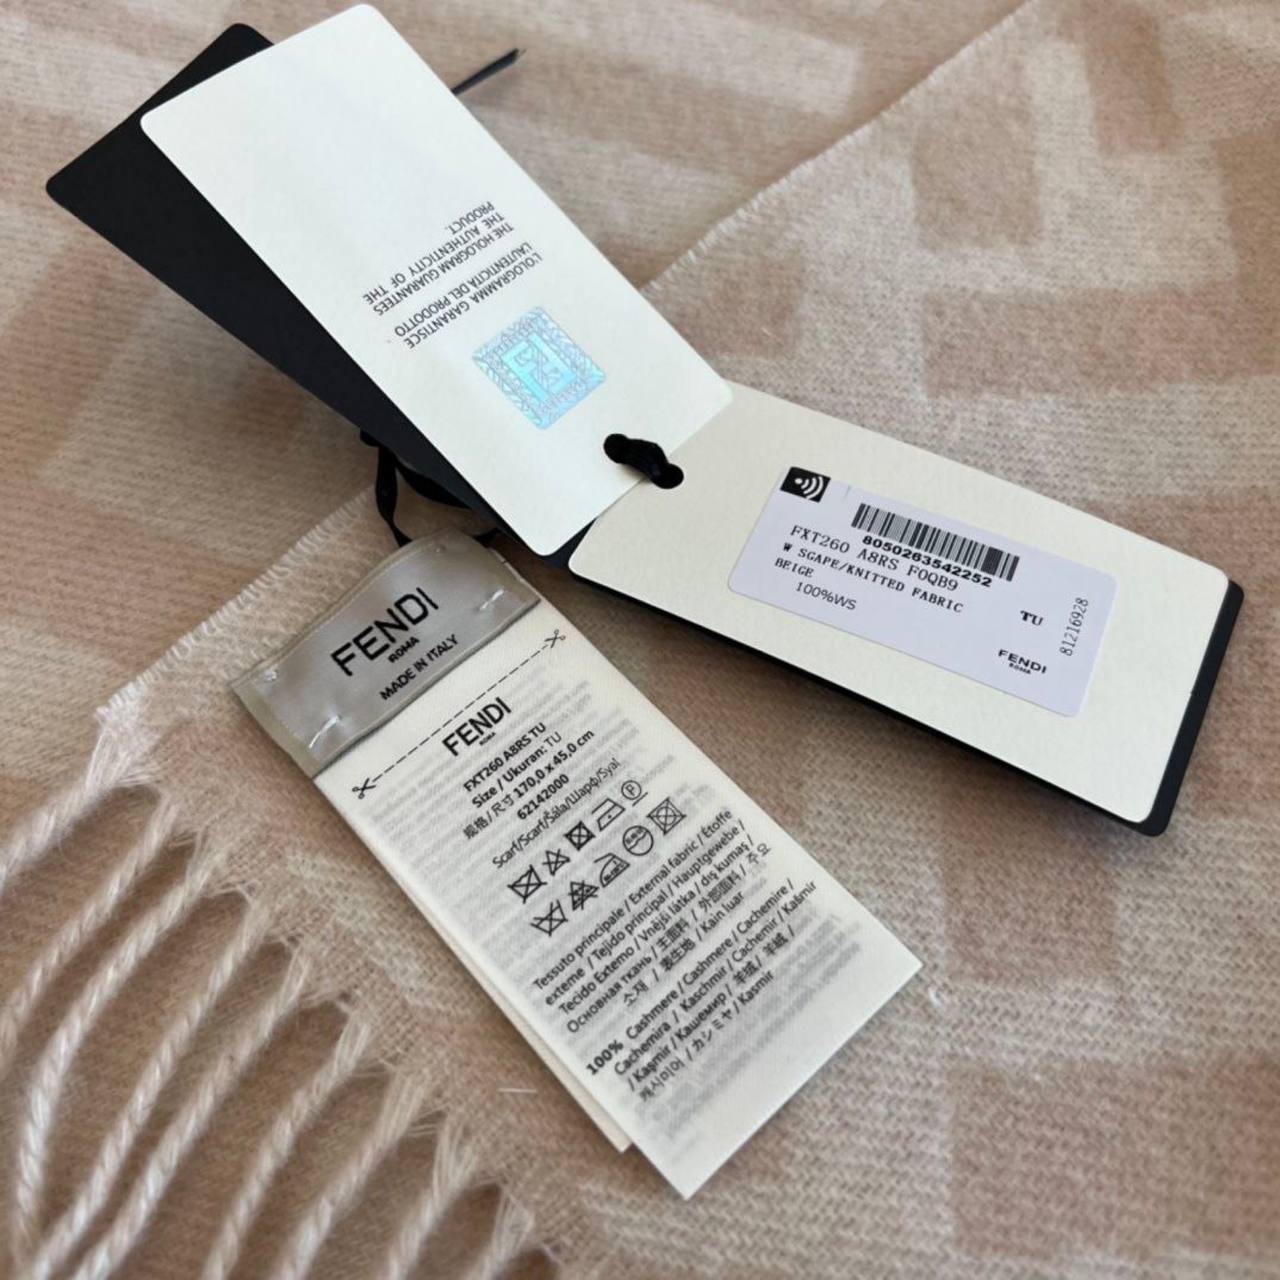 THE HOLOGRAM GUARANTEES
THE AUTHENTICITY OF THE
PRODUCT.
L'OLOGRAMMA GARANTISCE
L'AUTENTICITÀ DEL PRODOTTO
8050263542252
FXT260 A8RS F0QB9
W SGAPE/KNITTED FABRIC
BEIGE
100%WS
TU
81216928
FENDI
ROMA
FENDI
ROMA
MADE IN ITALY
FENDI
ROMA
FXT260 A8RS TU
Size / Ukuran: TU
规格 / 尺寸 170,0 x 45,0 cm
62142000
Scarf/Scarf/Šála/Шарф/Syal
Tessuto principale / External fabric / Étoffe
externe / Tejido principal / Hauptgewebe /
Tecido Externo / Vnější látka / dış kumaş /
Основная ткань / 主面料 / 外部面料 / 주요
소재 / 表生地 / Kain luar
100% Cashmere / Cashmere / Cachemire /
Cachemira / Kaschmir / Cachemir / Kašmír
/ Kaşmir / Кашемир / 羊绒 / 羊絨 /
캐시미어 / カシミヤ / Kasmir